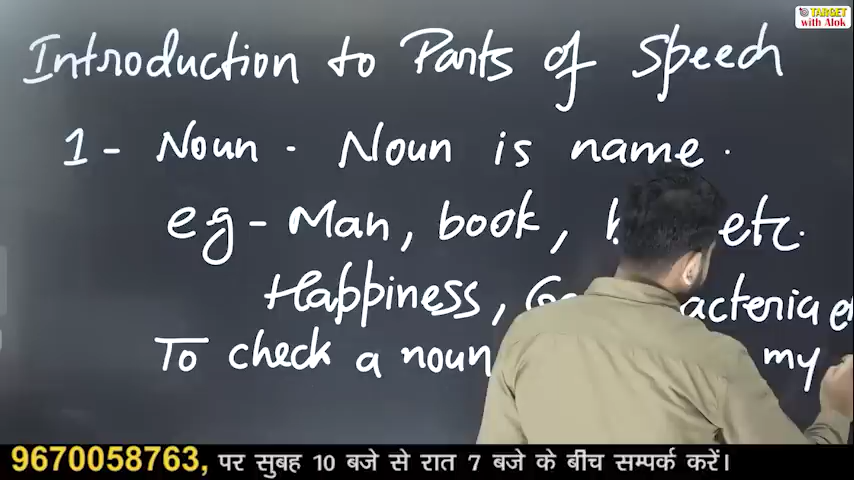 TARGET
with Alok
Introduction to Parts of Speech
1 - Noun - Noun is name.
eg - Man, book, etc.
Happiness, acteria
To check a noun my
9670058763, पर सुबह 10 बजे से रात 7 बजे के बीच सम्पर्क करें।